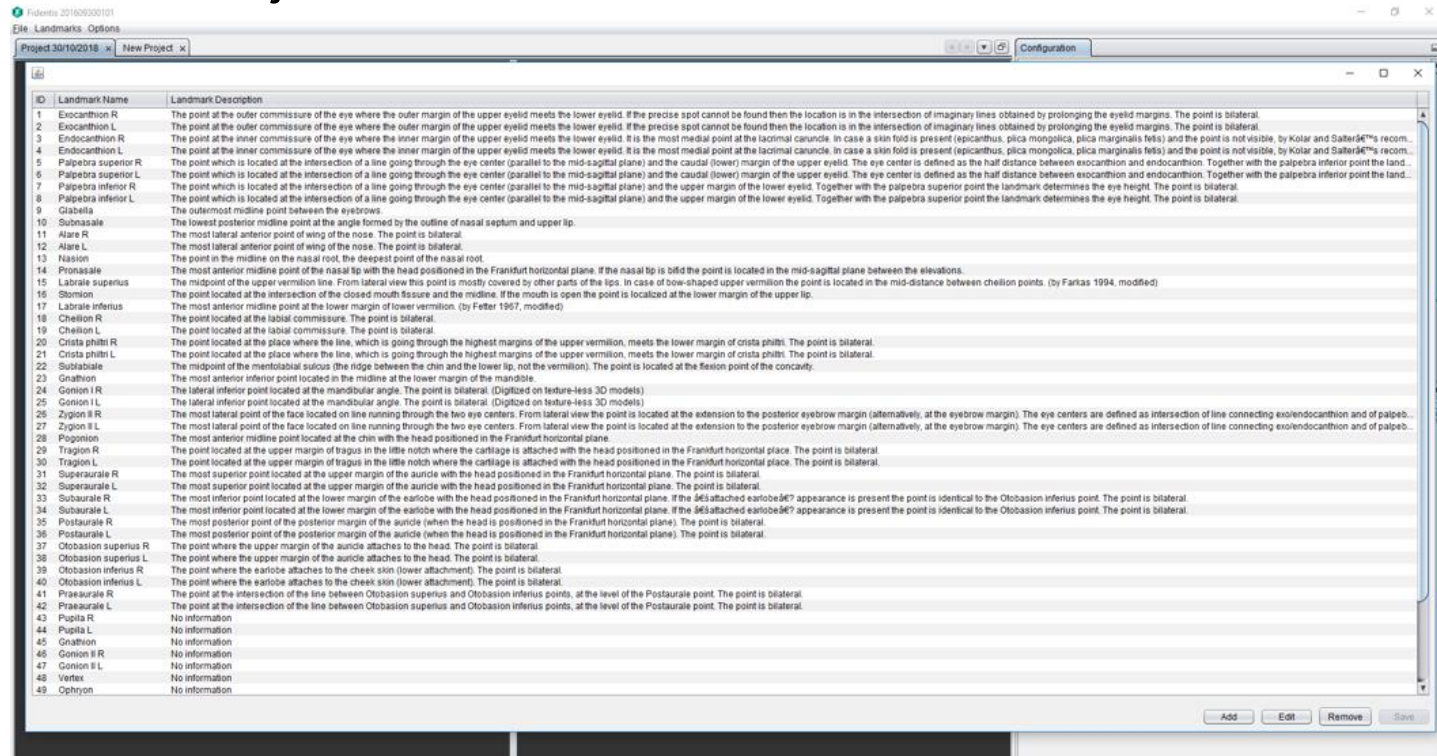 Fidentis 201609300101
File Landmarks Options
Project 30/10/2018 x New Project x Configuration
ID Landmark Name Landmark Description
1 Exocanthion R The point at the outer commissure of the eye where the outer margin of the upper eyelid meets the lower eyelid. If the precise spot cannot be found then the location is in the intersection of imaginary lines obtained by prolonging the eyelid margins. The point is bilateral.
2 Exocanthion L The point at the outer commissure of the eye where the outer margin of the upper eyelid meets the lower eyelid. If the precise spot cannot be found then the location is in the intersection of imaginary lines obtained by prolonging the eyelid margins. The point is bilateral.
3 Endocanthion R The point at the inner commissure of the eye where the inner margin of the upper eyelid meets the lower eyelid. It is the most medial point at the lacrimal caruncle. In case a skin fold is present (epicanthus, plica mongolica, plica marginalis fetis) and the point is not visible, by Kolar and Salterâ€™s recom...
4 Endocanthion L The point at the inner commissure of the eye where the inner margin of the upper eyelid meets the lower eyelid. It is the most medial point at the lacrimal caruncle. In case a skin fold is present (epicanthus, plica mongolica, plica marginalis fetis) and the point is not visible, by Kolar and Salterâ€™s recom...
5 Palpebra superior R The point which is located at the intersection of a line going through the eye center (parallel to the mid-sagittal plane) and the caudal (lower) margin of the upper eyelid. The eye center is defined as the half distance between exocanthion and endocanthion. Together with the palpebra inferior point the land...
6 Palpebra superior L The point which is located at the intersection of a line going through the eye center (parallel to the mid-sagittal plane) and the caudal (lower) margin of the upper eyelid. The eye center is defined as the half distance between exocanthion and endocanthion. Together with the palpebra inferior point the land...
7 Palpebra inferior R The point which is located at the intersection of a line going through the eye center (parallel to the mid-sagittal plane) and the upper margin of the lower eyelid. Together with the palpebra superior point the landmark determines the eye height. The point is bilateral.
8 Palpebra inferior L The point which is located at the intersection of a line going through the eye center (parallel to the mid-sagittal plane) and the upper margin of the lower eyelid. Together with the palpebra superior point the landmark determines the eye height. The point is bilateral.
9 Glabella The outermost midline point between the eyebrows.
10 Subnasale The lowest posterior midline point at the angle formed by the outline of nasal septum and upper lip.
11 Alare R The most lateral anterior point of wing of the nose. The point is bilateral.
12 Alare L The most lateral anterior point of wing of the nose. The point is bilateral.
13 Nasion The point in the midline on the nasal root, the deepest point of the nasal root.
14 Pronasale The most anterior midline point of the nasal tip with the head positioned in the Frankfurt horizontal plane. If the nasal tip is bifid the point is located in the mid-sagittal plane between the elevations.
15 Labrale superius The midpoint of the upper vermilion line. From lateral view this point is mostly covered by other parts of the lips. In case of bow-shaped upper vermilion the point is located in the mid-distance between cheilion points. (by Farkas 1994, modified)
16 Stomion The point located at the intersection of the closed mouth fissure and the midline. If the mouth is open the point is localized at the lower margin of the upper lip.
17 Labrale inferius The most anterior midline point at the lower margin of lower vermilion. (by Fetter 1967, modified)
18 Cheilion R The point located at the labial commissure. The point is bilateral.
19 Cheilion L The point located at the labial commissure. The point is bilateral.
20 Crista philtri R The point located at the place where the line, which is going through the highest margins of the upper vermilion, meets the lower margin of crista philtri. The point is bilateral.
21 Crista philtri L The point located at the place where the line, which is going through the highest margins of the upper vermilion, meets the lower margin of crista philtri. The point is bilateral.
22 Sublabiale The midpoint of the mentolabial sulcus (the ridge between the chin and the lower lip, not the vermillion). The point is located at the flexion point of the concavity.
23 Gnathion The most anterior inferior point located in the midline at the lower margin of the mandible.
24 Gonion I R The lateral inferior point located at the mandibular angle. The point is bilateral. (Digitized on texture-less 3D models)
25 Gonion I L The lateral inferior point located at the mandibular angle. The point is bilateral. (Digitized on texture-less 3D models)
26 Zygion II R The most lateral point of the face located on line running through the two eye centers. From lateral view the point is located at the extension to the posterior eyebrow margin (alternatively, at the eyebrow margin). The eye centers are defined as intersection of line connecting exo/endocanthion and of palpeb...
27 Zygion II L The most lateral point of the face located on line running through the two eye centers. From lateral view the point is located at the extension to the posterior eyebrow margin (alternatively, at the eyebrow margin). The eye centers are defined as intersection of line connecting exo/endocanthion and of palpeb...
28 Pogonion The most anterior midline point located at the chin with the head positioned in the Frankfurt horizontal plane.
29 Tragion R The point located at the upper margin of tragus in the little notch where the cartilage is attached with the head positioned in the Frankfurt horizontal place. The point is bilateral.
30 Tragion L The point located at the upper margin of tragus in the little notch where the cartilage is attached with the head positioned in the Frankfurt horizontal place. The point is bilateral.
31 Superaurale R The most superior point located at the upper margin of the auricle with the head positioned in the Frankfurt horizontal plane. The point is bilateral.
32 Superaurale L The most superior point located at the upper margin of the auricle with the head positioned in the Frankfurt horizontal plane. The point is bilateral.
33 Subaurale R The most inferior point located at the lower margin of the earlobe with the head positioned in the Frankfurt horizontal plane. If the â€šattached earlobeâ€? appearance is present the point is identical to the Otobasion inferius point. The point is bilateral.
34 Subaurale L The most inferior point located at the lower margin of the earlobe with the head positioned in the Frankfurt horizontal plane. If the â€šattached earlobeâ€? appearance is present the point is identical to the Otobasion inferius point. The point is bilateral.
35 Postaurale R The most posterior point of the posterior margin of the auricle (when the head is positioned in the Frankfurt horizontal plane). The point is bilateral.
36 Postaurale L The most posterior point of the posterior margin of the auricle (when the head is positioned in the Frankfurt horizontal plane). The point is bilateral.
37 Otobasion superius R The point where the upper margin of the auricle attaches to the head. The point is bilateral.
38 Otobasion superius L The point where the upper margin of the auricle attaches to the head. The point is bilateral.
39 Otobasion inferius R The point where the earlobe attaches to the cheek skin (lower attachment). The point is bilateral.
40 Otobasion inferius L The point where the earlobe attaches to the cheek skin (lower attachment). The point is bilateral.
41 Praeaurale R The point at the intersection of the line between Otobasion superius and Otobasion inferius points, at the level of the Postaurale point. The point is bilateral.
42 Praeaurale L The point at the intersection of the line between Otobasion superius and Otobasion inferius points, at the level of the Postaurale point. The point is bilateral.
43 Pupila R No information
44 Pupila L No information
45 Gnathion No information
46 Gonion II R No information
47 Gonion II L No information
48 Vertex No information
49 Ophryon No information
Add Edit Remove Save